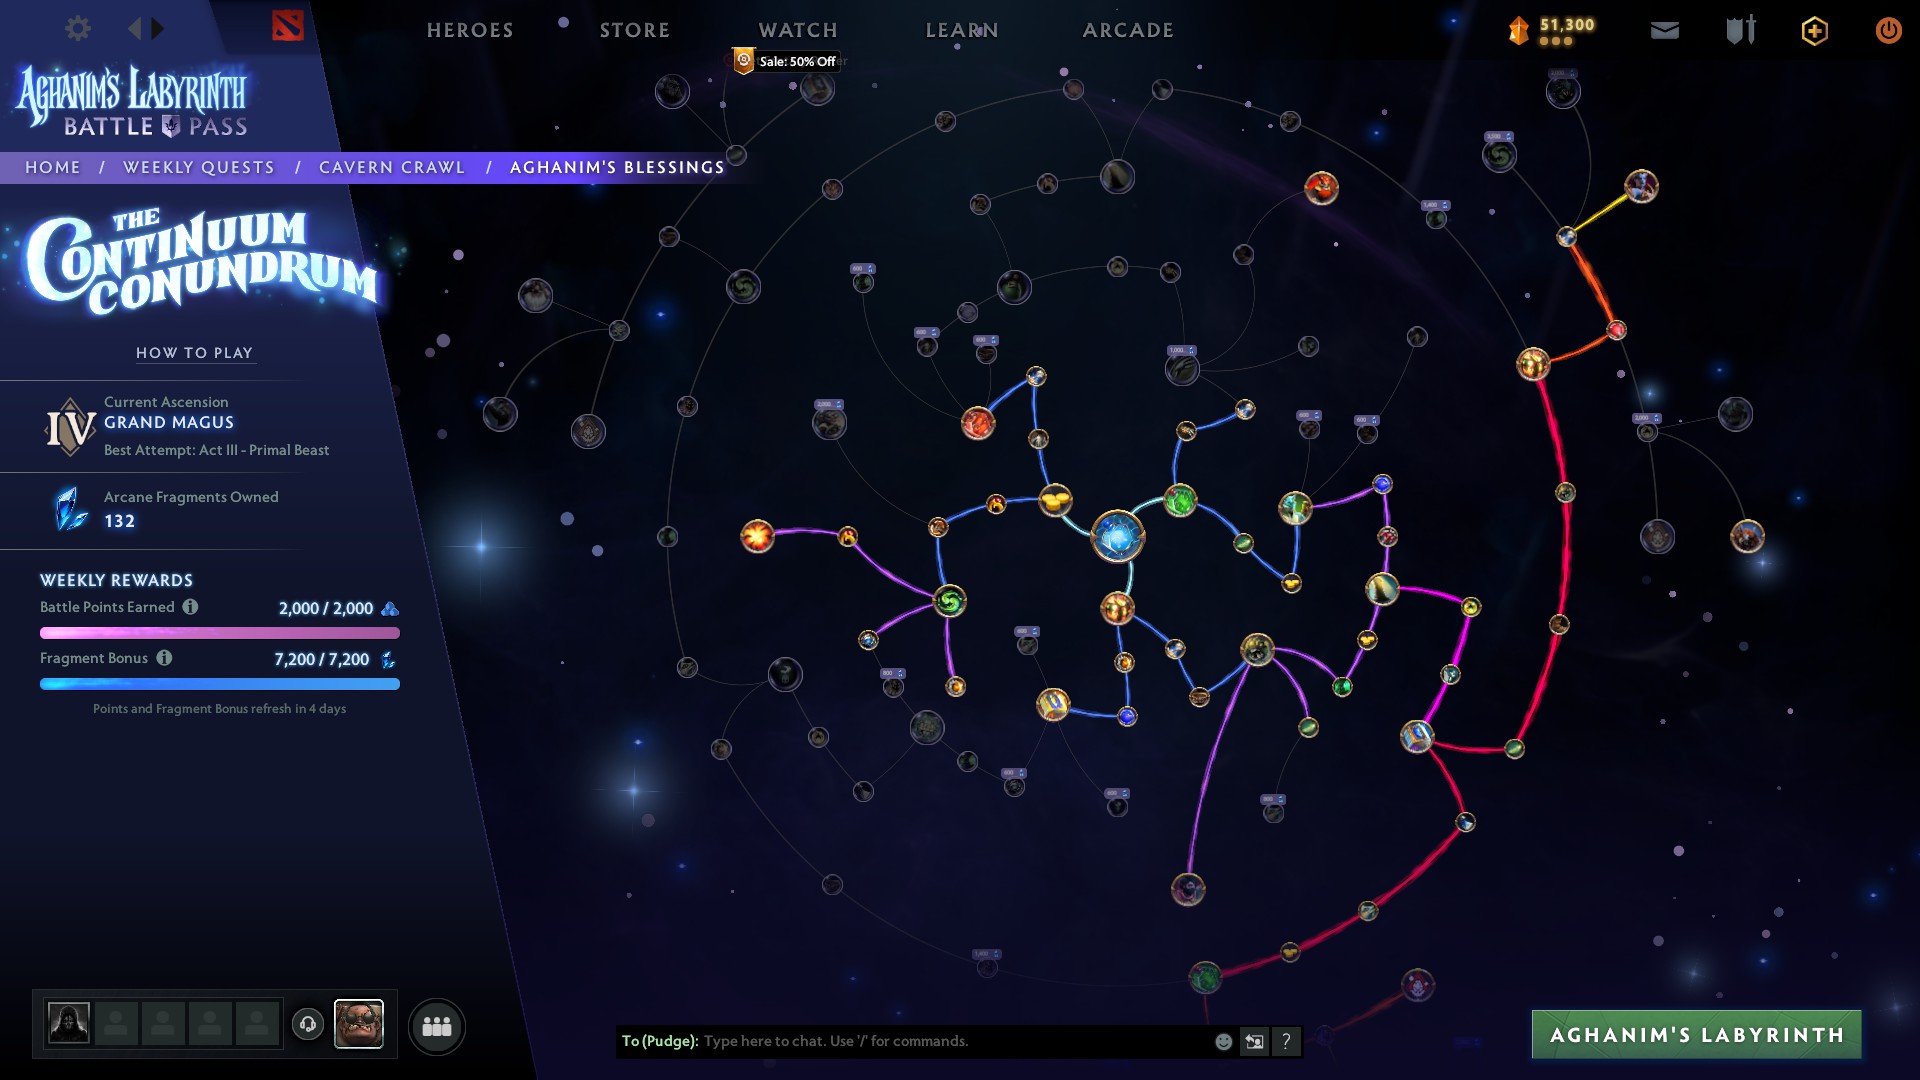 HEROES
STORE
WATCH
LEARN
ARCADE
51,300
Sale: 50% Off
AGHANIM'S LABYRINTH
BATTLE PASS
HOME / WEEKLY QUESTS / CAVERN CRAWL / AGHANIM'S BLESSINGS
THE
CONTINUUM
CONUNDRUM
HOW TO PLAY
IV
Current Ascension
GRAND MAGUS
Best Attempt: Act III - Primal Beast
Arcane Fragments Owned
132
WEEKLY REWARDS
Battle Points Earned
2,000 / 2,000
Fragment Bonus
7,200 / 7,200
Points and Fragment Bonus refresh in 4 days
To (Pudge): Type here to chat. Use '/' for commands.
?
AGHANIM'S LABYRINTH